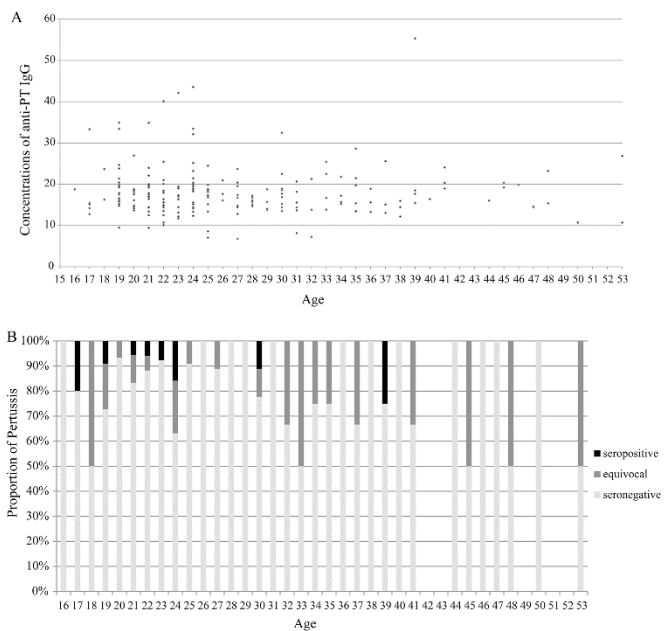 A
Concentrations of anti-PT IgG
60
50
40
30
20
10
0
15 16 17 18 19 20 21 22 23 24 25 26 27 28 29 30 31 32 33 34 35 36 37 38 39 40 41 42 43 44 45 46 47 48 49 50 51 52 53
Age
B
Proportion of Pertussis
100%
90%
80%
70%
60%
50%
40%
30%
20%
10%
0%
seropositive
equivocal
seronegative
16 17 18 19 20 21 22 23 24 25 26 27 28 29 30 31 32 33 34 35 36 37 38 39 40 41 42 43 44 45 46 47 48 49 50 51 52 53
Age